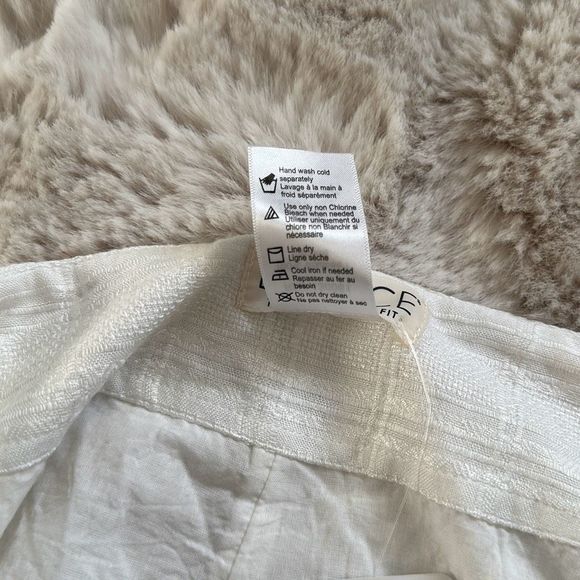 Hand wash cold
separately
Lavage à la main à
froid séparément
Use only non Chlorine
Bleach when needed
Utiliser uniquement du
chlore non Blanchir si
nécessaire
Line dry
Ligne sèche
Cool iron if needed
Repasser au fer au
besoin
Do not dry clean
Ne pas nettoyer à sec
CE
FIT